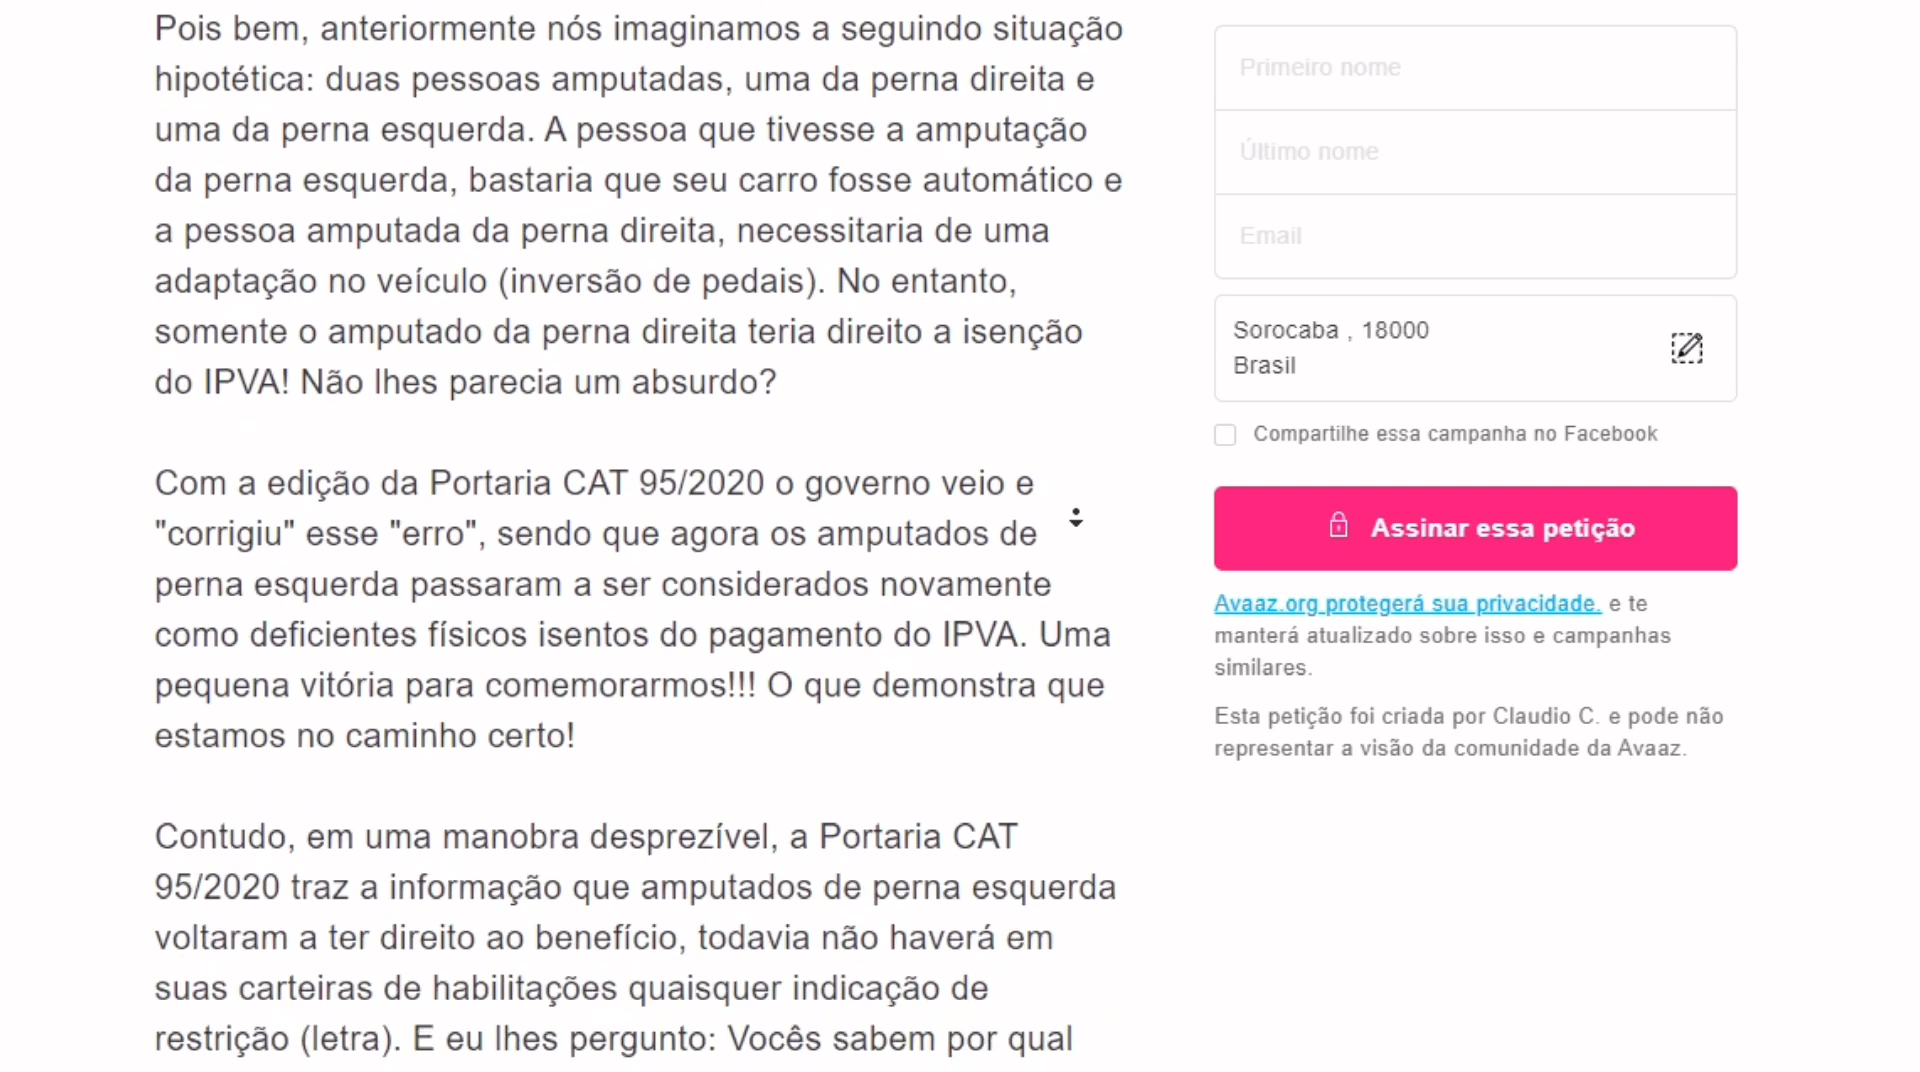 Pois bem, anteriormente nós imaginamos a seguindo situação
hipotética: duas pessoas amputadas, uma da perna direita e
uma da perna esquerda. A pessoa que tivesse a amputação
da perna esquerda, bastaria que seu carro fosse automático e
a pessoa amputada da perna direita, necessitaria de uma
adaptação no veículo (inversão de pedais). No entanto,
somente o amputado da perna direita teria direito a isenção
do IPVA! Não lhes parecia um absurdo?
Com a edição da Portaria CAT 95/2020 o governo veio e
"corrigiu" esse "erro", sendo que agora os amputados de
perna esquerda passaram a ser considerados novamente
como deficientes físicos isentos do pagamento do IPVA. Uma
pequena vitória para comemorarmos!!! O que demonstra que
estamos no caminho certo!
Contudo, em uma manobra desprezível, a Portaria CAT
95/2020 traz a informação que amputados de perna esquerda
voltaram a ter direito ao benefício, todavia não haverá em
suas carteiras de habilitações quaisquer indicação de
restrição (letra). E eu lhes pergunto: Vocês sabem por qual
Primeiro nome
Último nome
Email
Sorocaba , 18000
Brasil
Compartilhe essa campanha no Facebook
Assinar essa petição
Avaaz.org protegerá sua privacidade. e te
manterá atualizado sobre isso e campanhas
similares.
Esta petição foi criada por Claudio C. e pode não
representar a visão da comunidade da Avaaz.